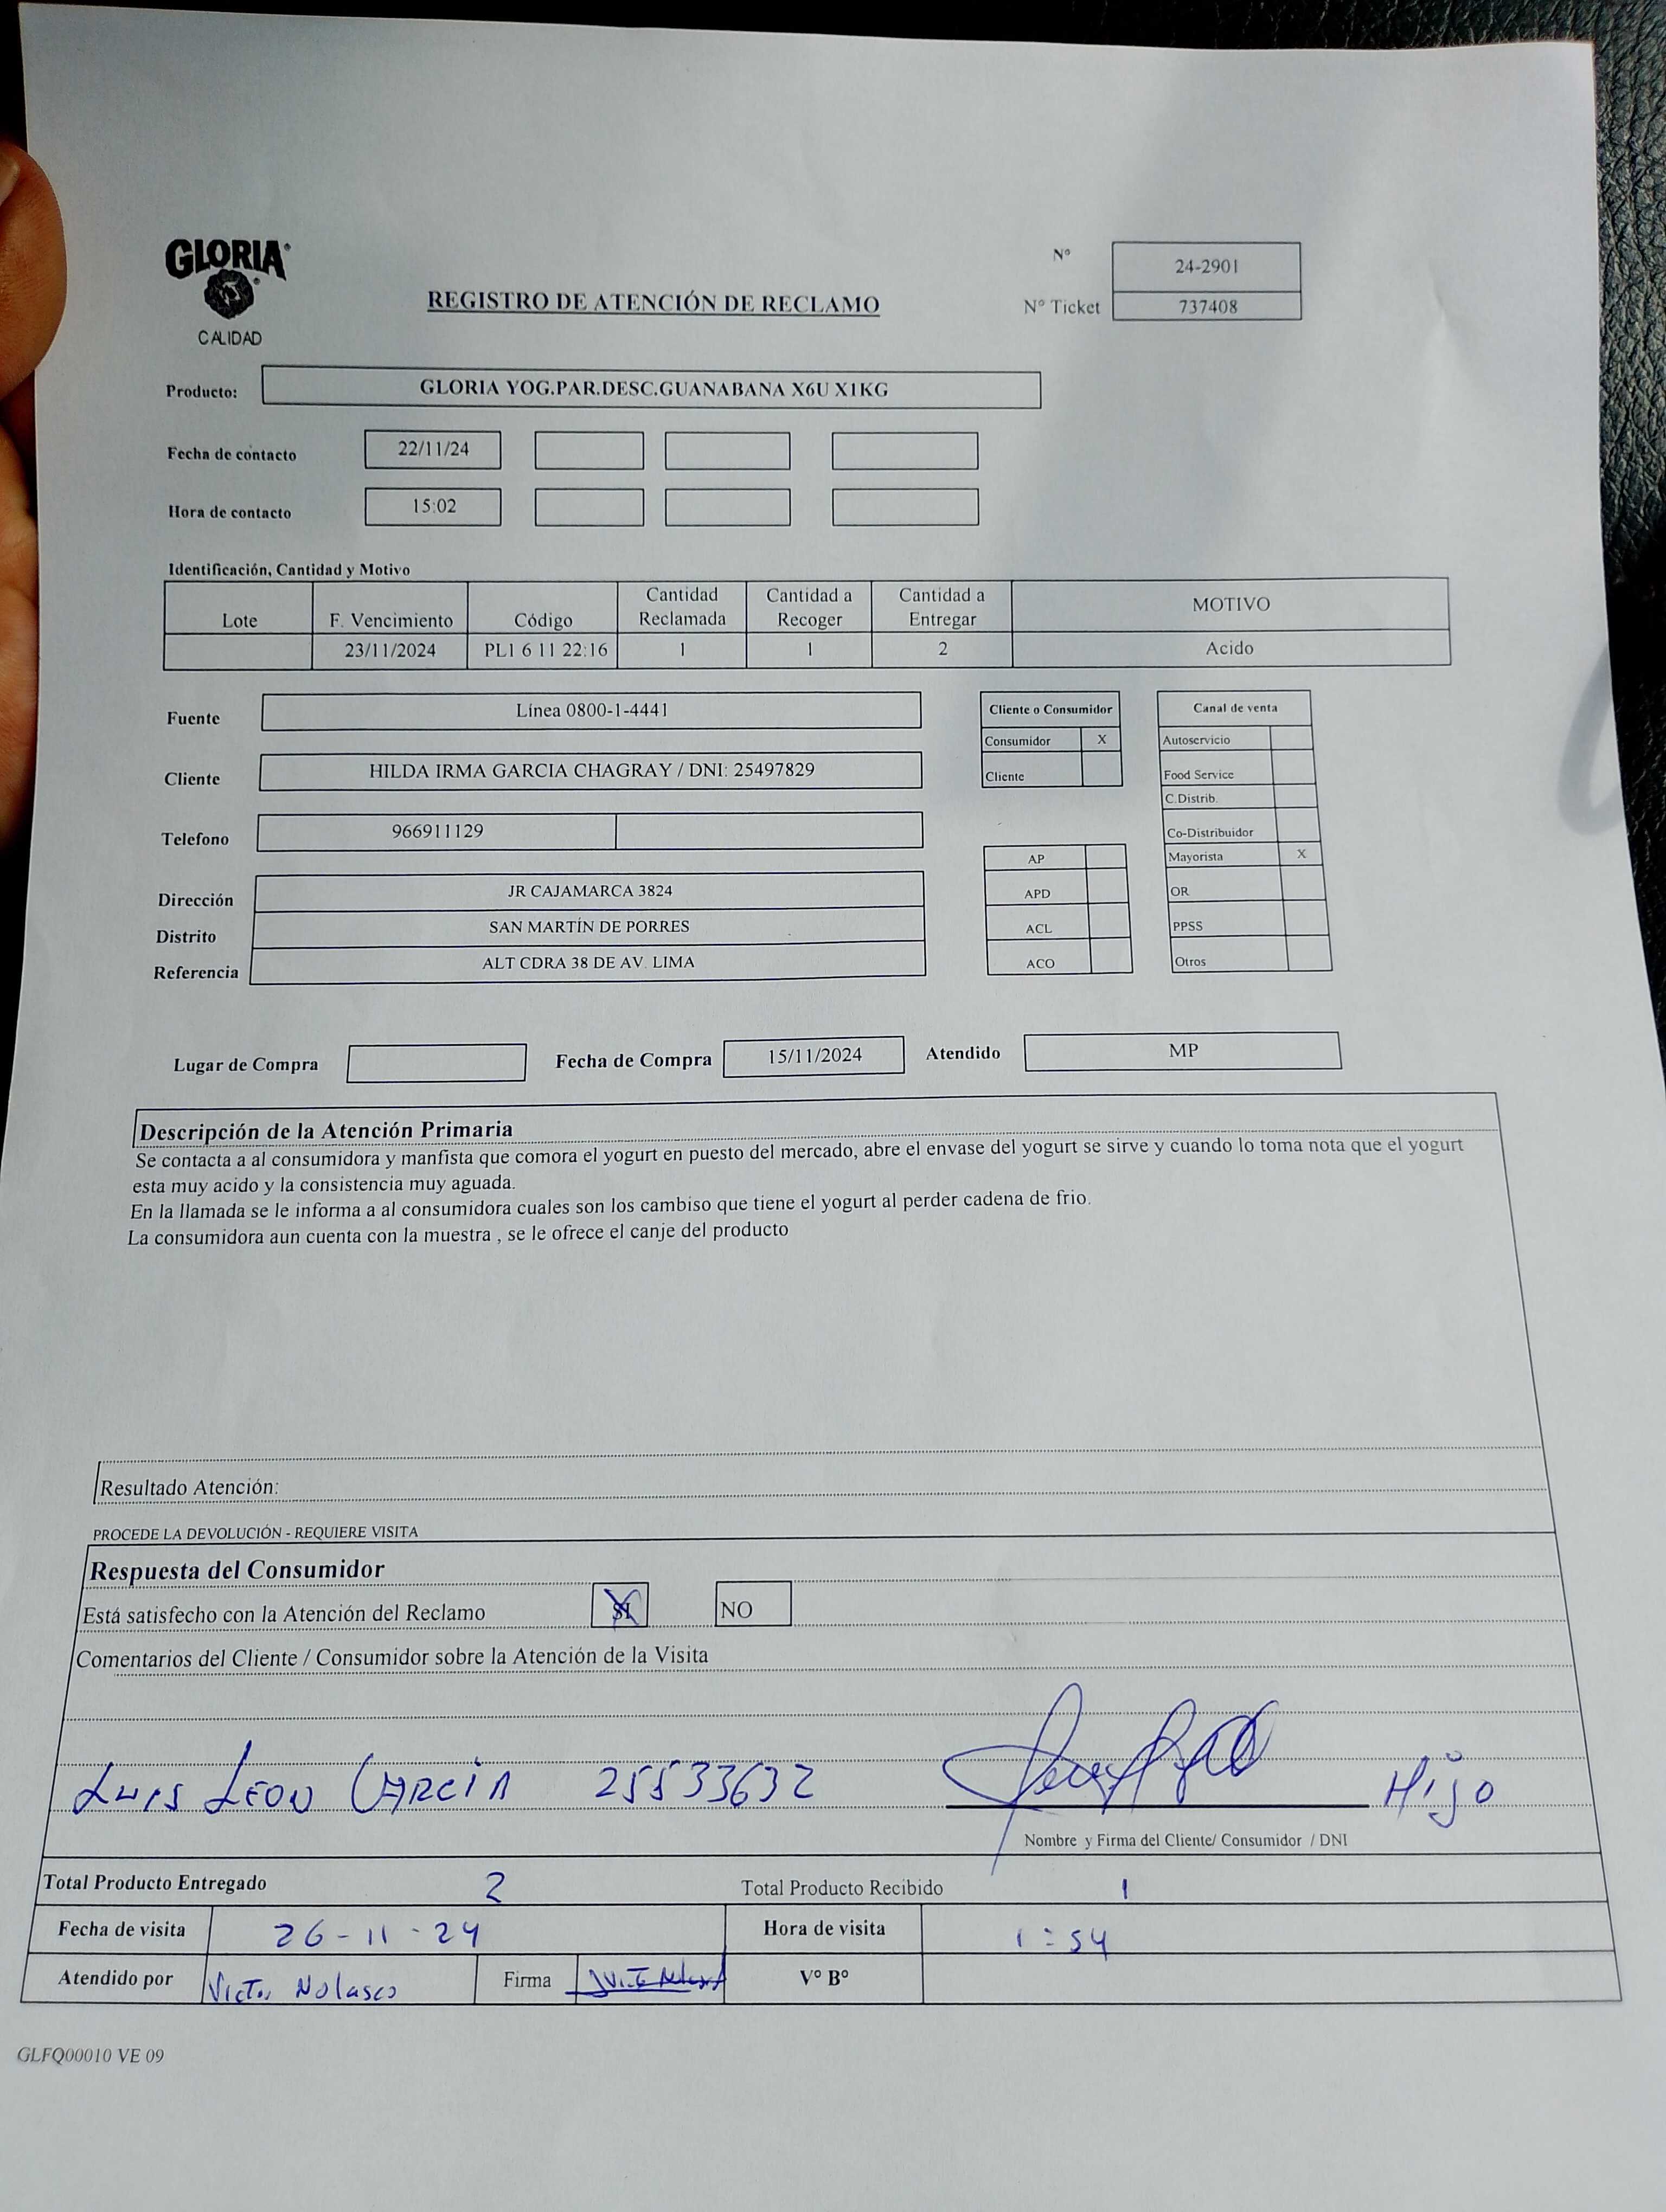 GLORIA
CALIDAD
REGISTRO DE ATENCIÓN DE RECLAMO
Nº 24-2901
Nº Ticket 737408
Producto: GLORIA YOG.PAR.DESC.GUANABANA X6U X1KG
Fecha de contacto 22/11/24
Hora de contacto 15:02
Identificación, Cantidad y Motivo
Lote F. Vencimiento Código Cantidad Reclamada Cantidad a Recoger Cantidad a Entregar MOTIVO
23/11/2024 PL1 6 11 22:16 1 1 2 Acido
Fuente Línea 0800-1-4441
Cliente HILDA IRMA GARCIA CHAGRAY / DNI: 25497829
Telefono 966911129
Dirección JR CAJAMARCA 3824
Distrito SAN MARTÍN DE PORRES
Referencia ALT CDRA 38 DE AV. LIMA
Cliente o Consumidor
Consumidor X
Cliente
AP
APD
ACL
ACO
Canal de venta
Autoservicio
Food Service
C.Distrib.
Co-Distribuidor
Mayorista X
OR
PPSS
Otros
Lugar de Compra Fecha de Compra 15/11/2024 Atendido MP
Descripción de la Atención Primaria
Se contacta a al consumidora y manfista que comora el yogurt en puesto del mercado, abre el envase del yogurt se sirve y cuando lo toma nota que el yogurt
esta muy acido y la consistencia muy aguada.
En la llamada se le informa a al consumidora cuales son los cambiso que tiene el yogurt al perder cadena de frio.
La consumidora aun cuenta con la muestra , se le ofrece el canje del producto
Resultado Atención:
PROCEDE LA DEVOLUCIÓN - REQUIERE VISITA
Respuesta del Consumidor
Está satisfecho con la Atención del Reclamo SI NO
Comentarios del Cliente / Consumidor sobre la Atención de la Visita
Luis Leon Garcia 25533632 Hijo
Nombre y Firma del Cliente/ Consumidor / DNI
Total Producto Entregado 2 Total Producto Recibido 1
Fecha de visita 26-11-24 Hora de visita 1:54
Atendido por Victor Nolasco Firma Vº Bº
GLFQ00010 VE 09